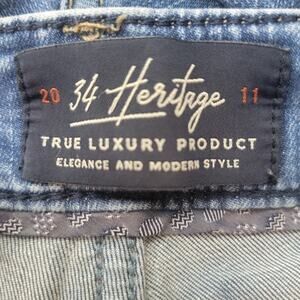 20 34 Heritage 11
TRUE LUXURY PRODUCT
ELEGANCE AND MODERN STYLE